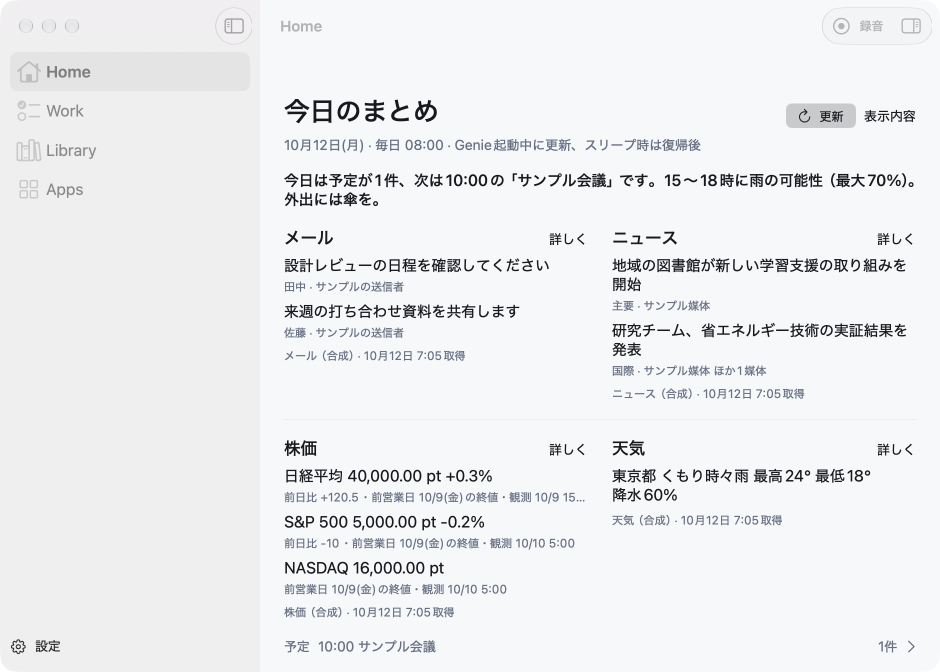 Home
録音
Home
Work
Library
Apps
設定
今日のまとめ
更新
表示内容
10月12日(月) · 毎日 08:00 · Genie起動中に更新、スリープ時は復帰後
今日は予定が1件、次は10:00の「サンプル会議」です。15〜18時に雨の可能性（最大70%）。
外出には傘を。
メール
詳しく
設計レビューの日程を確認してください
田中 · サンプルの送信者
来週の打ち合わせ資料を共有します
佐藤 · サンプルの送信者
メール（合成） · 10月12日 7:05取得
ニュース
詳しく
地域の図書館が新しい学習支援の取り組みを
開始
主要 · サンプル媒体
研究チーム、省エネルギー技術の実証結果を
発表
国際 · サンプル媒体 ほか1媒体
ニュース（合成） · 10月12日 7:05取得
株価
詳しく
日経平均 40,000.00 pt +0.3%
前日比 +120.5・前営業日 10/9(金)の終値・観測 10/9 15...
S&P 500 5,000.00 pt -0.2%
前日比 -10・前営業日 10/9(金)の終値・観測 10/10 5:00
NASDAQ 16,000.00 pt
前営業日 10/9(金)の終値・観測 10/10 5:00
株価（合成） · 10月12日 7:05取得
天気
詳しく
東京都 くもり時々雨 最高24° 最低18°
降水60%
天気（合成） · 10月12日 7:05取得
予定 10:00 サンプル会議
1件